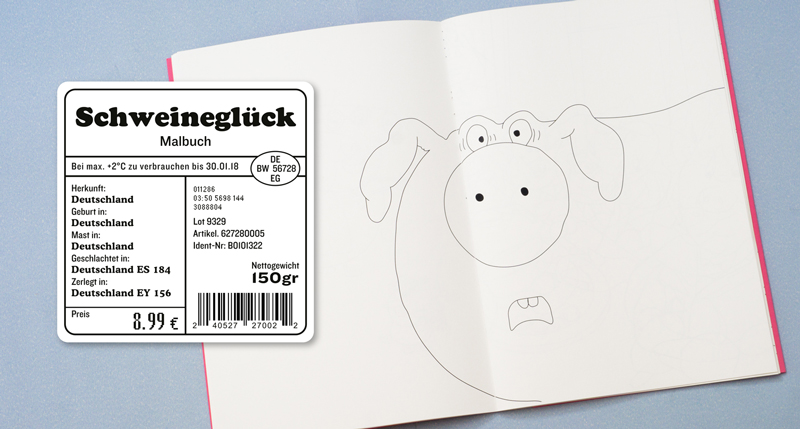 Schweineglück
Malbuch
Bei max. +2°C zu verbrauchen bis 30.01.18
DE
BW 56728
EG
Herkunft:
Deutschland
Geburt in:
Deutschland
Mast in:
Deutschland
Geschlachtet in:
Deutschland ES 184
Zerlegt in:
Deutschland EY 156
Preis
8.99 €
011286
03:50 5698 144
3088804
Lot 9329
Artikel. 627280005
Ident-Nr: B0101322
Nettogewicht
150gr
2 40527 27002 2